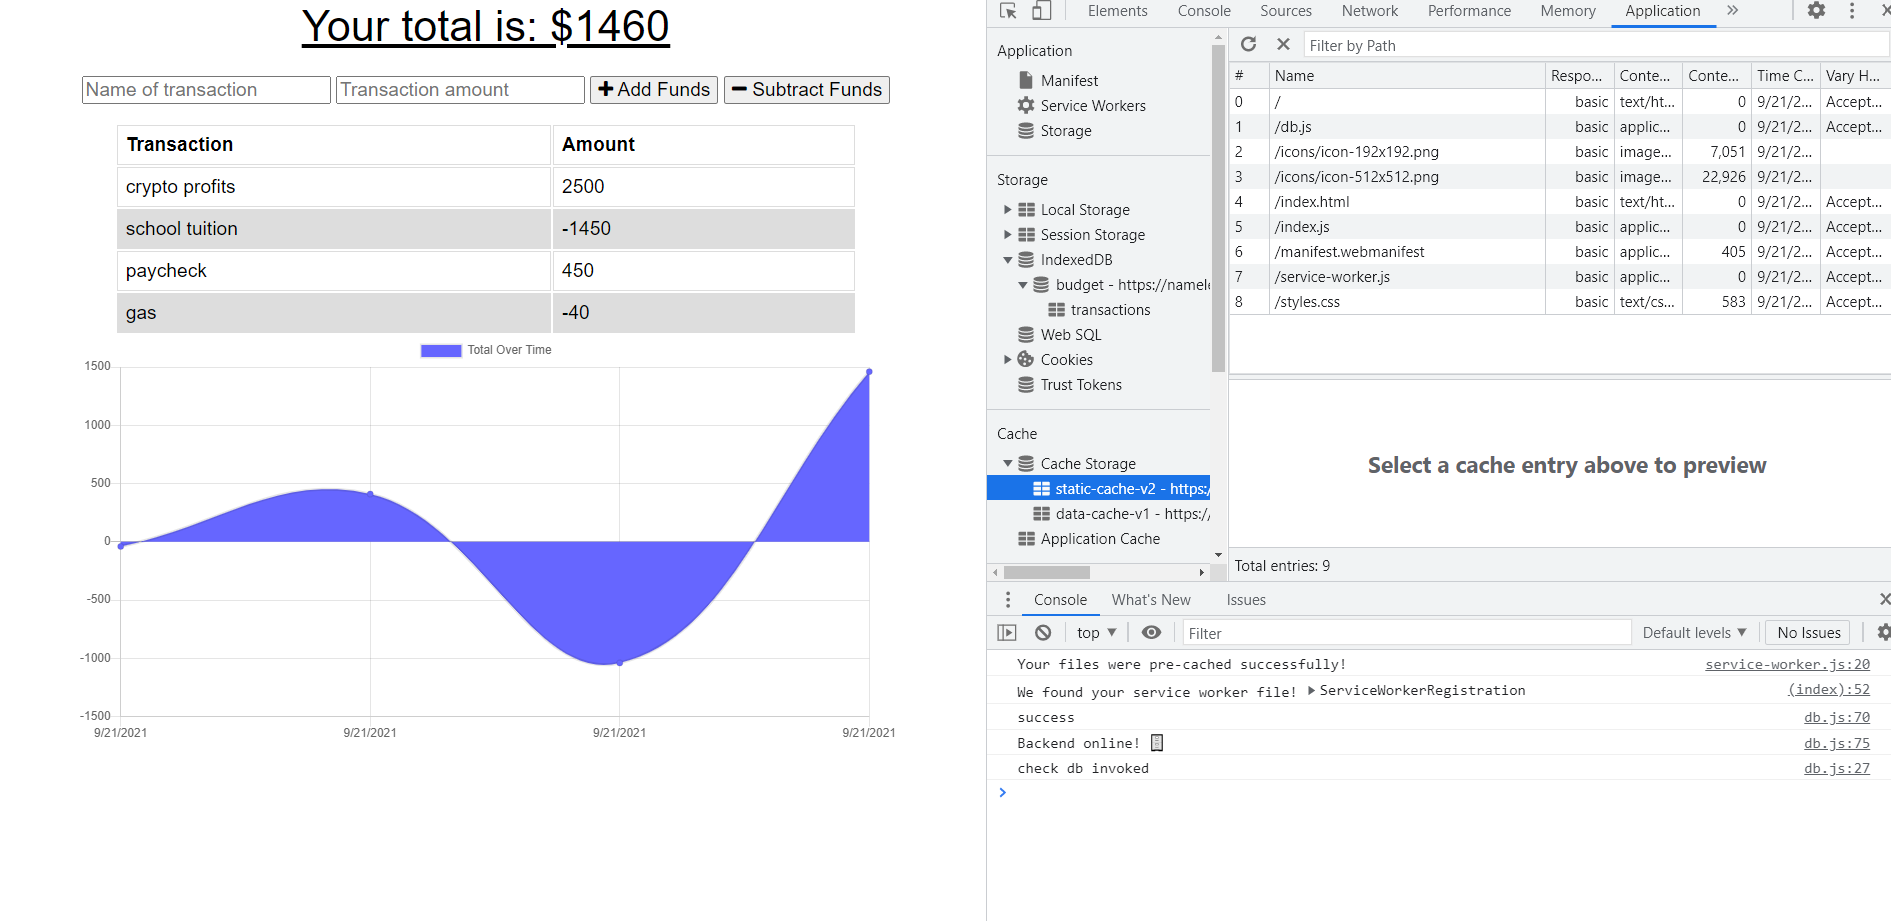 Your total is: $1460
Name of transaction Transaction amount + Add Funds − Subtract Funds
Transaction Amount
crypto profits 2500
school tuition -1450
paycheck 450
gas -40
Total Over Time
1500
1000
500
0
-500
-1000
-1500
9/21/2021 9/21/2021 9/21/2021 9/21/2021
Elements Console Sources Network Performance Memory Application »
Application
Manifest
Service Workers
Storage
Storage
Local Storage
Session Storage
IndexedDB
budget - https://namele
transactions
Web SQL
Cookies
Trust Tokens
Cache
Cache Storage
static-cache-v2 - https:/
data-cache-v1 - https://
Application Cache
Filter by Path
# Name Respo... Conte... Conte... Time C... Vary H...
0 / basic text/ht... 0 9/21/2... Accept...
1 /db.js basic applic... 0 9/21/2... Accept...
2 /icons/icon-192x192.png basic image... 7,051 9/21/2...
3 /icons/icon-512x512.png basic image... 22,926 9/21/2...
4 /index.html basic text/ht... 0 9/21/2... Accept...
5 /index.js basic applic... 0 9/21/2... Accept...
6 /manifest.webmanifest basic applic... 405 9/21/2... Accept...
7 /service-worker.js basic applic... 0 9/21/2... Accept...
8 /styles.css basic text/cs... 583 9/21/2... Accept...
Select a cache entry above to preview
Total entries: 9
Console What's New Issues
top Filter Default levels No Issues
Your files were pre-cached successfully! service-worker.js:20
We found your service worker file! ServiceWorkerRegistration (index):52
success db.js:70
Backend online! db.js:75
check db invoked db.js:27